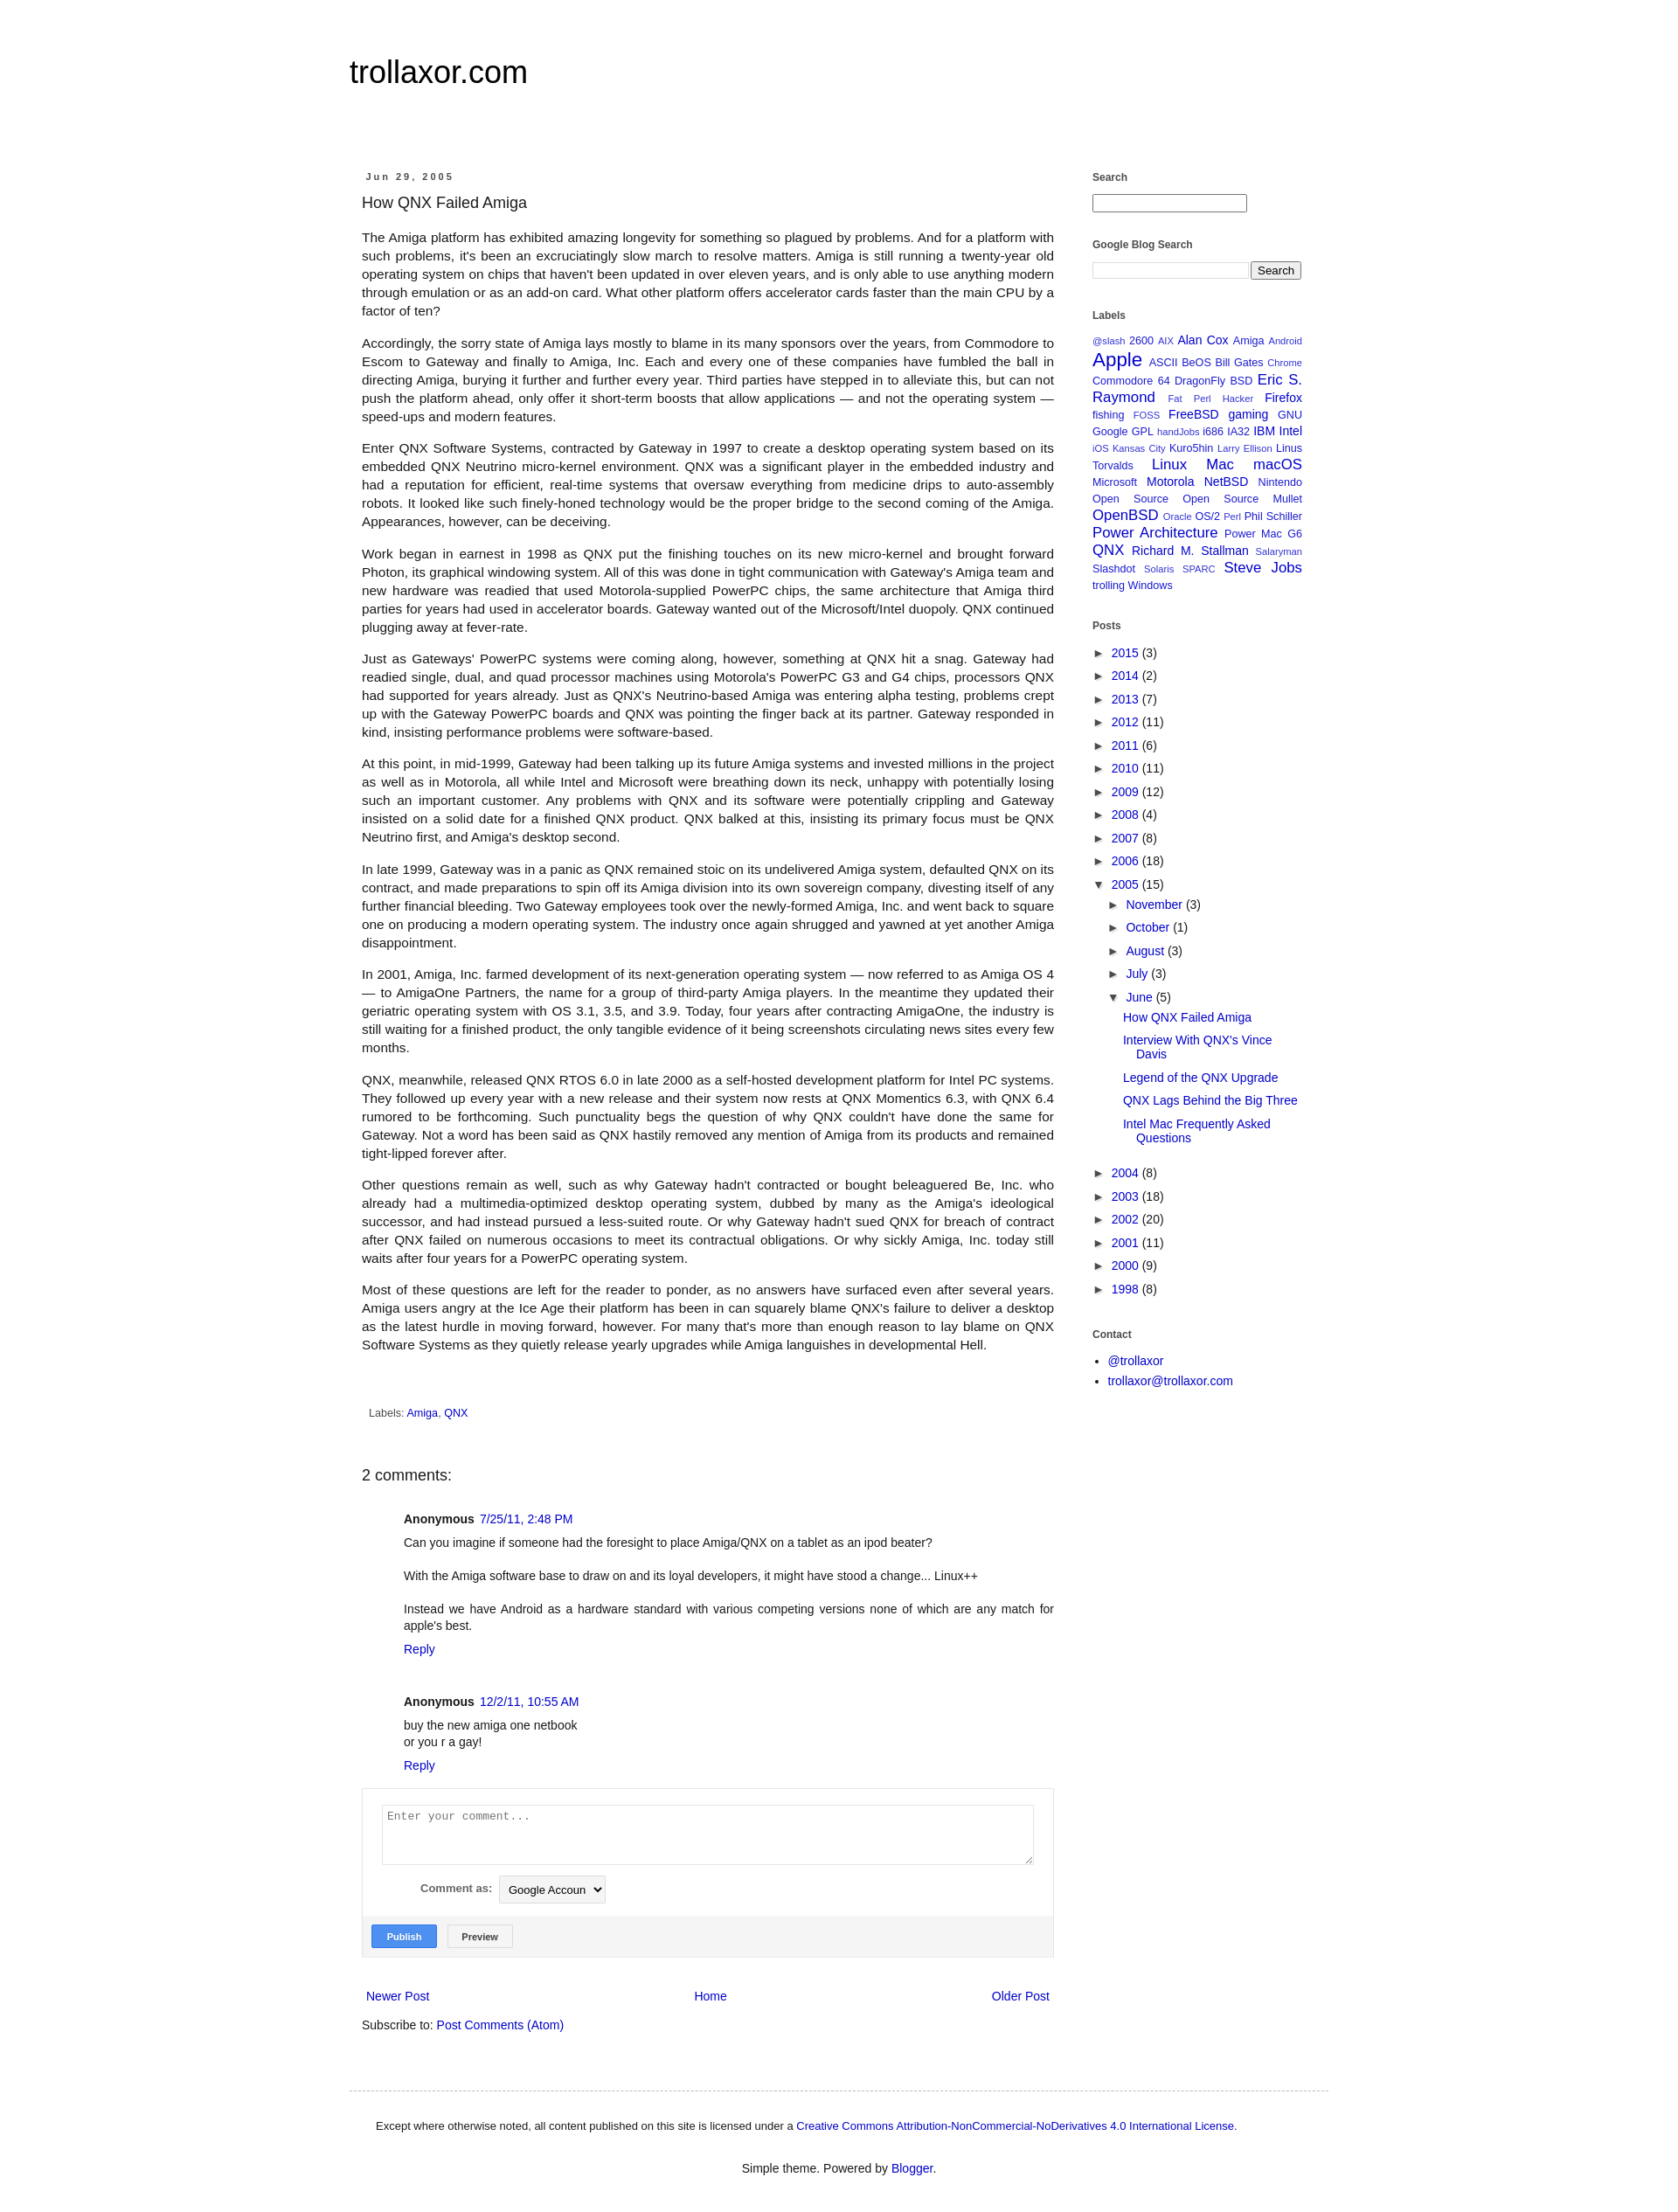 trollaxor.com
Jun 29, 2005
How QNX Failed Amiga
The Amiga platform has exhibited amazing longevity for something so plagued by problems. And for a platform with
such problems, it's been an excruciatingly slow march to resolve matters. Amiga is still running a twenty-year old
operating system on chips that haven't been updated in over eleven years, and is only able to use anything modern
through emulation or as an add-on card. What other platform offers accelerator cards faster than the main CPU by a
factor of ten?
Accordingly, the sorry state of Amiga lays mostly to blame in its many sponsors over the years, from Commodore to
Escom to Gateway and finally to Amiga, Inc. Each and every one of these companies have fumbled the ball in
directing Amiga, burying it further and further every year. Third parties have stepped in to alleviate this, but can not
push the platform ahead, only offer it short-term boosts that allow applications — and not the operating system —
speed-ups and modern features.
Enter QNX Software Systems, contracted by Gateway in 1997 to create a desktop operating system based on its
embedded QNX Neutrino micro-kernel environment. QNX was a significant player in the embedded industry and
had a reputation for efficient, real-time systems that oversaw everything from medicine drips to auto-assembly
robots. It looked like such finely-honed technology would be the proper bridge to the second coming of the Amiga.
Appearances, however, can be deceiving.
Work began in earnest in 1998 as QNX put the finishing touches on its new micro-kernel and brought forward
Photon, its graphical windowing system. All of this was done in tight communication with Gateway's Amiga team and
new hardware was readied that used Motorola-supplied PowerPC chips, the same architecture that Amiga third
parties for years had used in accelerator boards. Gateway wanted out of the Microsoft/Intel duopoly. QNX continued
plugging away at fever-rate.
Just as Gateways' PowerPC systems were coming along, however, something at QNX hit a snag. Gateway had
readied single, dual, and quad processor machines using Motorola's PowerPC G3 and G4 chips, processors QNX
had supported for years already. Just as QNX's Neutrino-based Amiga was entering alpha testing, problems crept
up with the Gateway PowerPC boards and QNX was pointing the finger back at its partner. Gateway responded in
kind, insisting performance problems were software-based.
At this point, in mid-1999, Gateway had been talking up its future Amiga systems and invested millions in the project
as well as in Motorola, all while Intel and Microsoft were breathing down its neck, unhappy with potentially losing
such an important customer. Any problems with QNX and its software were potentially crippling and Gateway
insisted on a solid date for a finished QNX product. QNX balked at this, insisting its primary focus must be QNX
Neutrino first, and Amiga's desktop second.
In late 1999, Gateway was in a panic as QNX remained stoic on its undelivered Amiga system, defaulted QNX on its
contract, and made preparations to spin off its Amiga division into its own sovereign company, divesting itself of any
further financial bleeding. Two Gateway employees took over the newly-formed Amiga, Inc. and went back to square
one on producing a modern operating system. The industry once again shrugged and yawned at yet another Amiga
disappointment.
In 2001, Amiga, Inc. farmed development of its next-generation operating system — now referred to as Amiga OS 4
— to AmigaOne Partners, the name for a group of third-party Amiga players. In the meantime they updated their
geriatric operating system with OS 3.1, 3.5, and 3.9. Today, four years after contracting AmigaOne, the industry is
still waiting for a finished product, the only tangible evidence of it being screenshots circulating news sites every few
months.
QNX, meanwhile, released QNX RTOS 6.0 in late 2000 as a self-hosted development platform for Intel PC systems.
They followed up every year with a new release and their system now rests at QNX Momentics 6.3, with QNX 6.4
rumored to be forthcoming. Such punctuality begs the question of why QNX couldn't have done the same for
Gateway. Not a word has been said as QNX hastily removed any mention of Amiga from its products and remained
tight-lipped forever after.
Other questions remain as well, such as why Gateway hadn't contracted or bought beleaguered Be, Inc. who
already had a multimedia-optimized desktop operating system, dubbed by many as the Amiga's ideological
successor, and had instead pursued a less-suited route. Or why Gateway hadn't sued QNX for breach of contract
after QNX failed on numerous occasions to meet its contractual obligations. Or why sickly Amiga, Inc. today still
waits after four years for a PowerPC operating system.
Most of these questions are left for the reader to ponder, as no answers have surfaced even after several years.
Amiga users angry at the Ice Age their platform has been in can squarely blame QNX's failure to deliver a desktop
as the latest hurdle in moving forward, however. For many that's more than enough reason to lay blame on QNX
Software Systems as they quietly release yearly upgrades while Amiga languishes in developmental Hell.
Labels: Amiga, QNX
2 comments:
Anonymous 7/25/11, 2:48 PM
Can you imagine if someone had the foresight to place Amiga/QNX on a tablet as an ipod beater?
With the Amiga software base to draw on and its loyal developers, it might have stood a change... Linux++
Instead we have Android as a hardware standard with various competing versions none of which are any match for
apple's best.
Reply
Anonymous 12/2/11, 10:55 AM
buy the new amiga one netbook
or you r a gay!
Reply
Enter your comment...
Comment as: Google Accoun
Publish Preview
Newer Post Home Older Post
Subscribe to: Post Comments (Atom)
Search
Google Blog Search
Search
Labels
@slash 2600 AIX Alan Cox Amiga Android
Apple ASCII BeOS Bill Gates Chrome
Commodore 64 DragonFly BSD Eric S.
Raymond Fat Perl Hacker Firefox
fishing FOSS FreeBSD gaming GNU
Google GPL handJobs i686 IA32 IBM Intel
iOS Kansas City Kuro5hin Larry Ellison Linus
Torvalds Linux Mac macOS
Microsoft Motorola NetBSD Nintendo
Open Source Open Source Mullet
OpenBSD Oracle OS/2 Perl Phil Schiller
Power Architecture Power Mac G6
QNX Richard M. Stallman Salaryman
Slashdot Solaris SPARC Steve Jobs
trolling Windows
Posts
► 2015 (3)
► 2014 (2)
► 2013 (7)
► 2012 (11)
► 2011 (6)
► 2010 (11)
► 2009 (12)
► 2008 (4)
► 2007 (8)
► 2006 (18)
▼ 2005 (15)
► November (3)
► October (1)
► August (3)
► July (3)
▼ June (5)
How QNX Failed Amiga
Interview With QNX's Vince
Davis
Legend of the QNX Upgrade
QNX Lags Behind the Big Three
Intel Mac Frequently Asked
Questions
► 2004 (8)
► 2003 (18)
► 2002 (20)
► 2001 (11)
► 2000 (9)
► 1998 (8)
Contact
• @trollaxor
• trollaxor@trollaxor.com
Except where otherwise noted, all content published on this site is licensed under a Creative Commons Attribution-NonCommercial-NoDerivatives 4.0 International License.
Simple theme. Powered by Blogger.